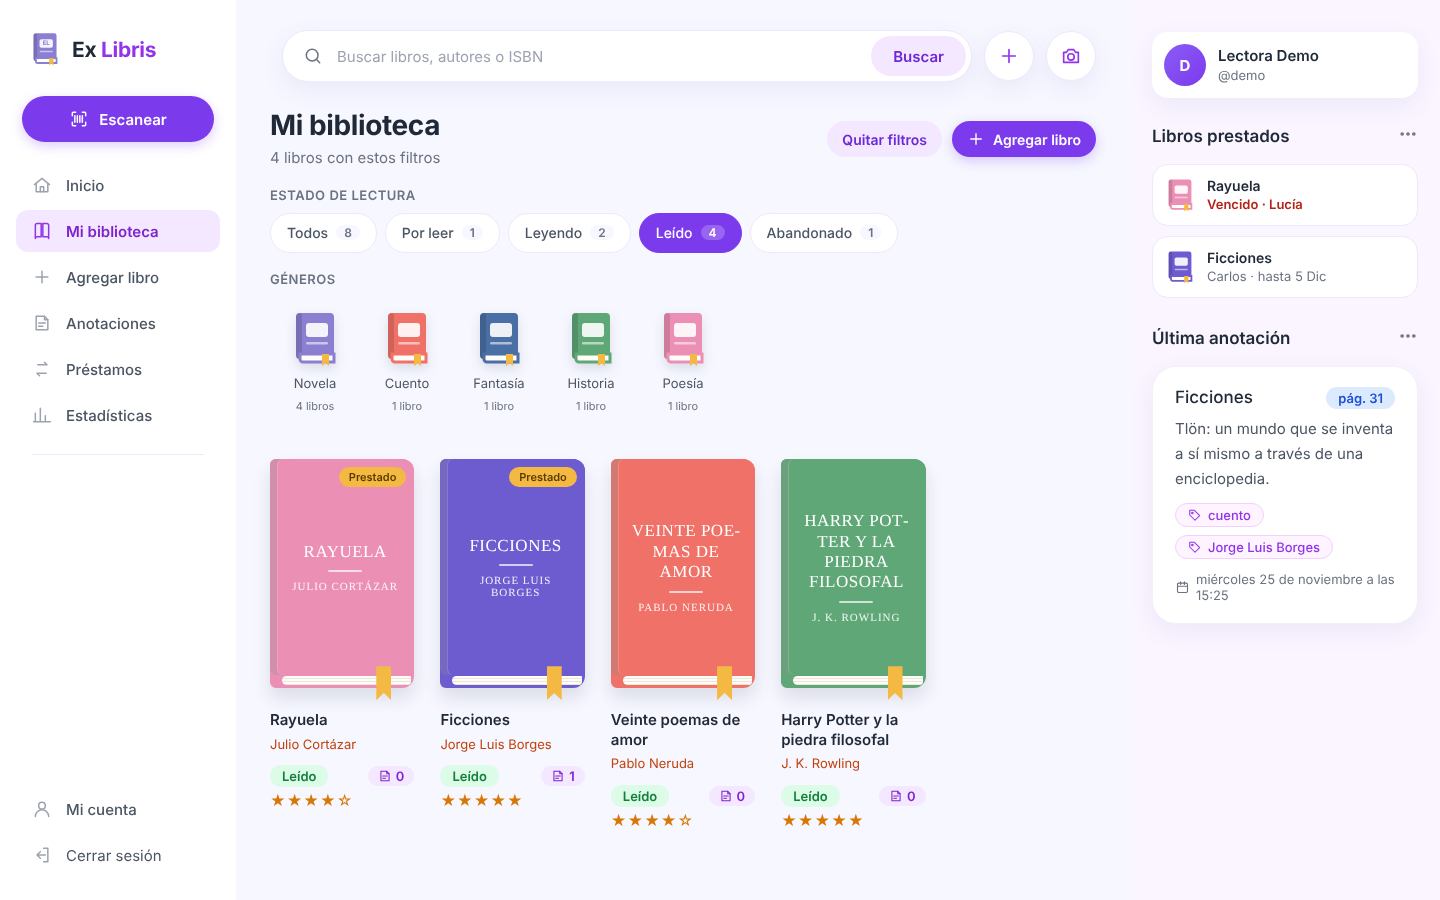 EL
Ex Libris
Escanear
Inicio
Mi biblioteca
Agregar libro
Anotaciones
Préstamos
Estadísticas
Mi cuenta
Cerrar sesión
Buscar libros, autores o ISBN
Buscar
Mi biblioteca
4 libros con estos filtros
Quitar filtros
Agregar libro
ESTADO DE LECTURA
Todos 8
Por leer 1
Leyendo 2
Leído 4
Abandonado 1
GÉNEROS
Novela
4 libros
Cuento
1 libro
Fantasía
1 libro
Historia
1 libro
Poesía
1 libro
Prestado
RAYUELA
JULIO CORTÁZAR
Rayuela
Julio Cortázar
Leído
0
★★★★☆
Prestado
FICCIONES
JORGE LUIS
BORGES
Ficciones
Jorge Luis Borges
Leído
1
★★★★★
VEINTE POE-
MAS DE
AMOR
PABLO NERUDA
Veinte poemas de
amor
Pablo Neruda
Leído
0
★★★★☆
HARRY POT-
TER Y LA
PIEDRA
FILOSOFAL
J. K. ROWLING
Harry Potter y la
piedra filosofal
J. K. Rowling
Leído
0
★★★★★
D
Lectora Demo
@demo
Libros prestados
Rayuela
Vencido · Lucía
Ficciones
Carlos · hasta 5 Dic
Última anotación
Ficciones
pág. 31
Tlön: un mundo que se inventa
a sí mismo a través de una
enciclopedia.
cuento
Jorge Luis Borges
miércoles 25 de noviembre a las
15:25